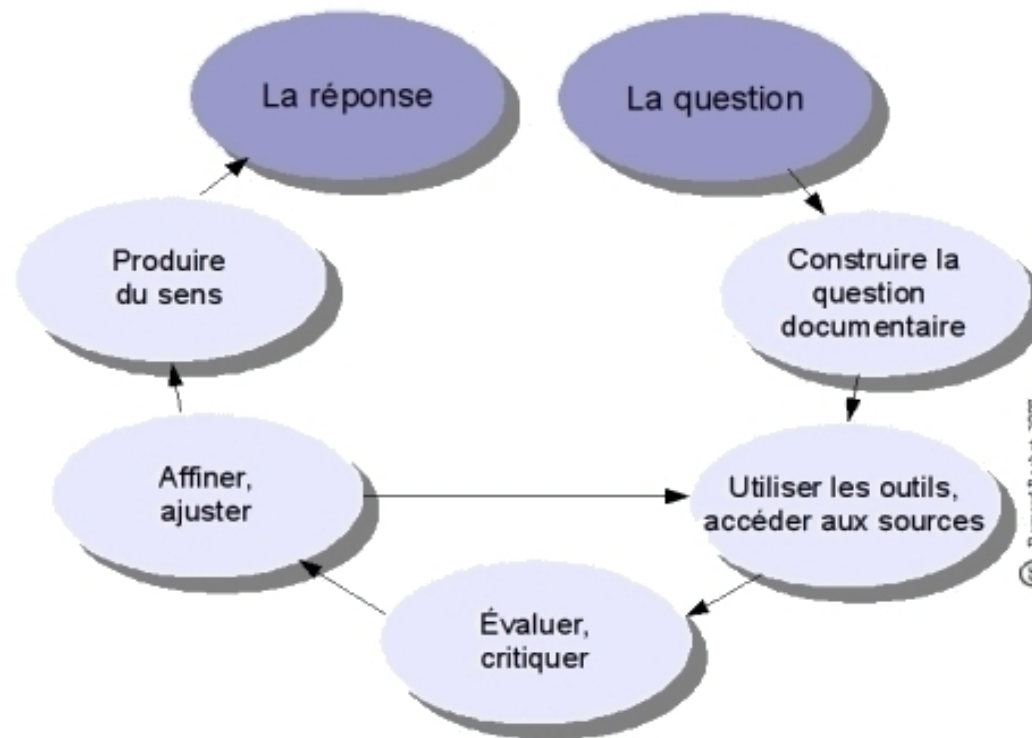 La réponse
La question
Construire la
question
documentaire
Utiliser les outils,
accéder aux sources
Évaluer,
critiquer
Affiner,
ajuster
Produire
du sens